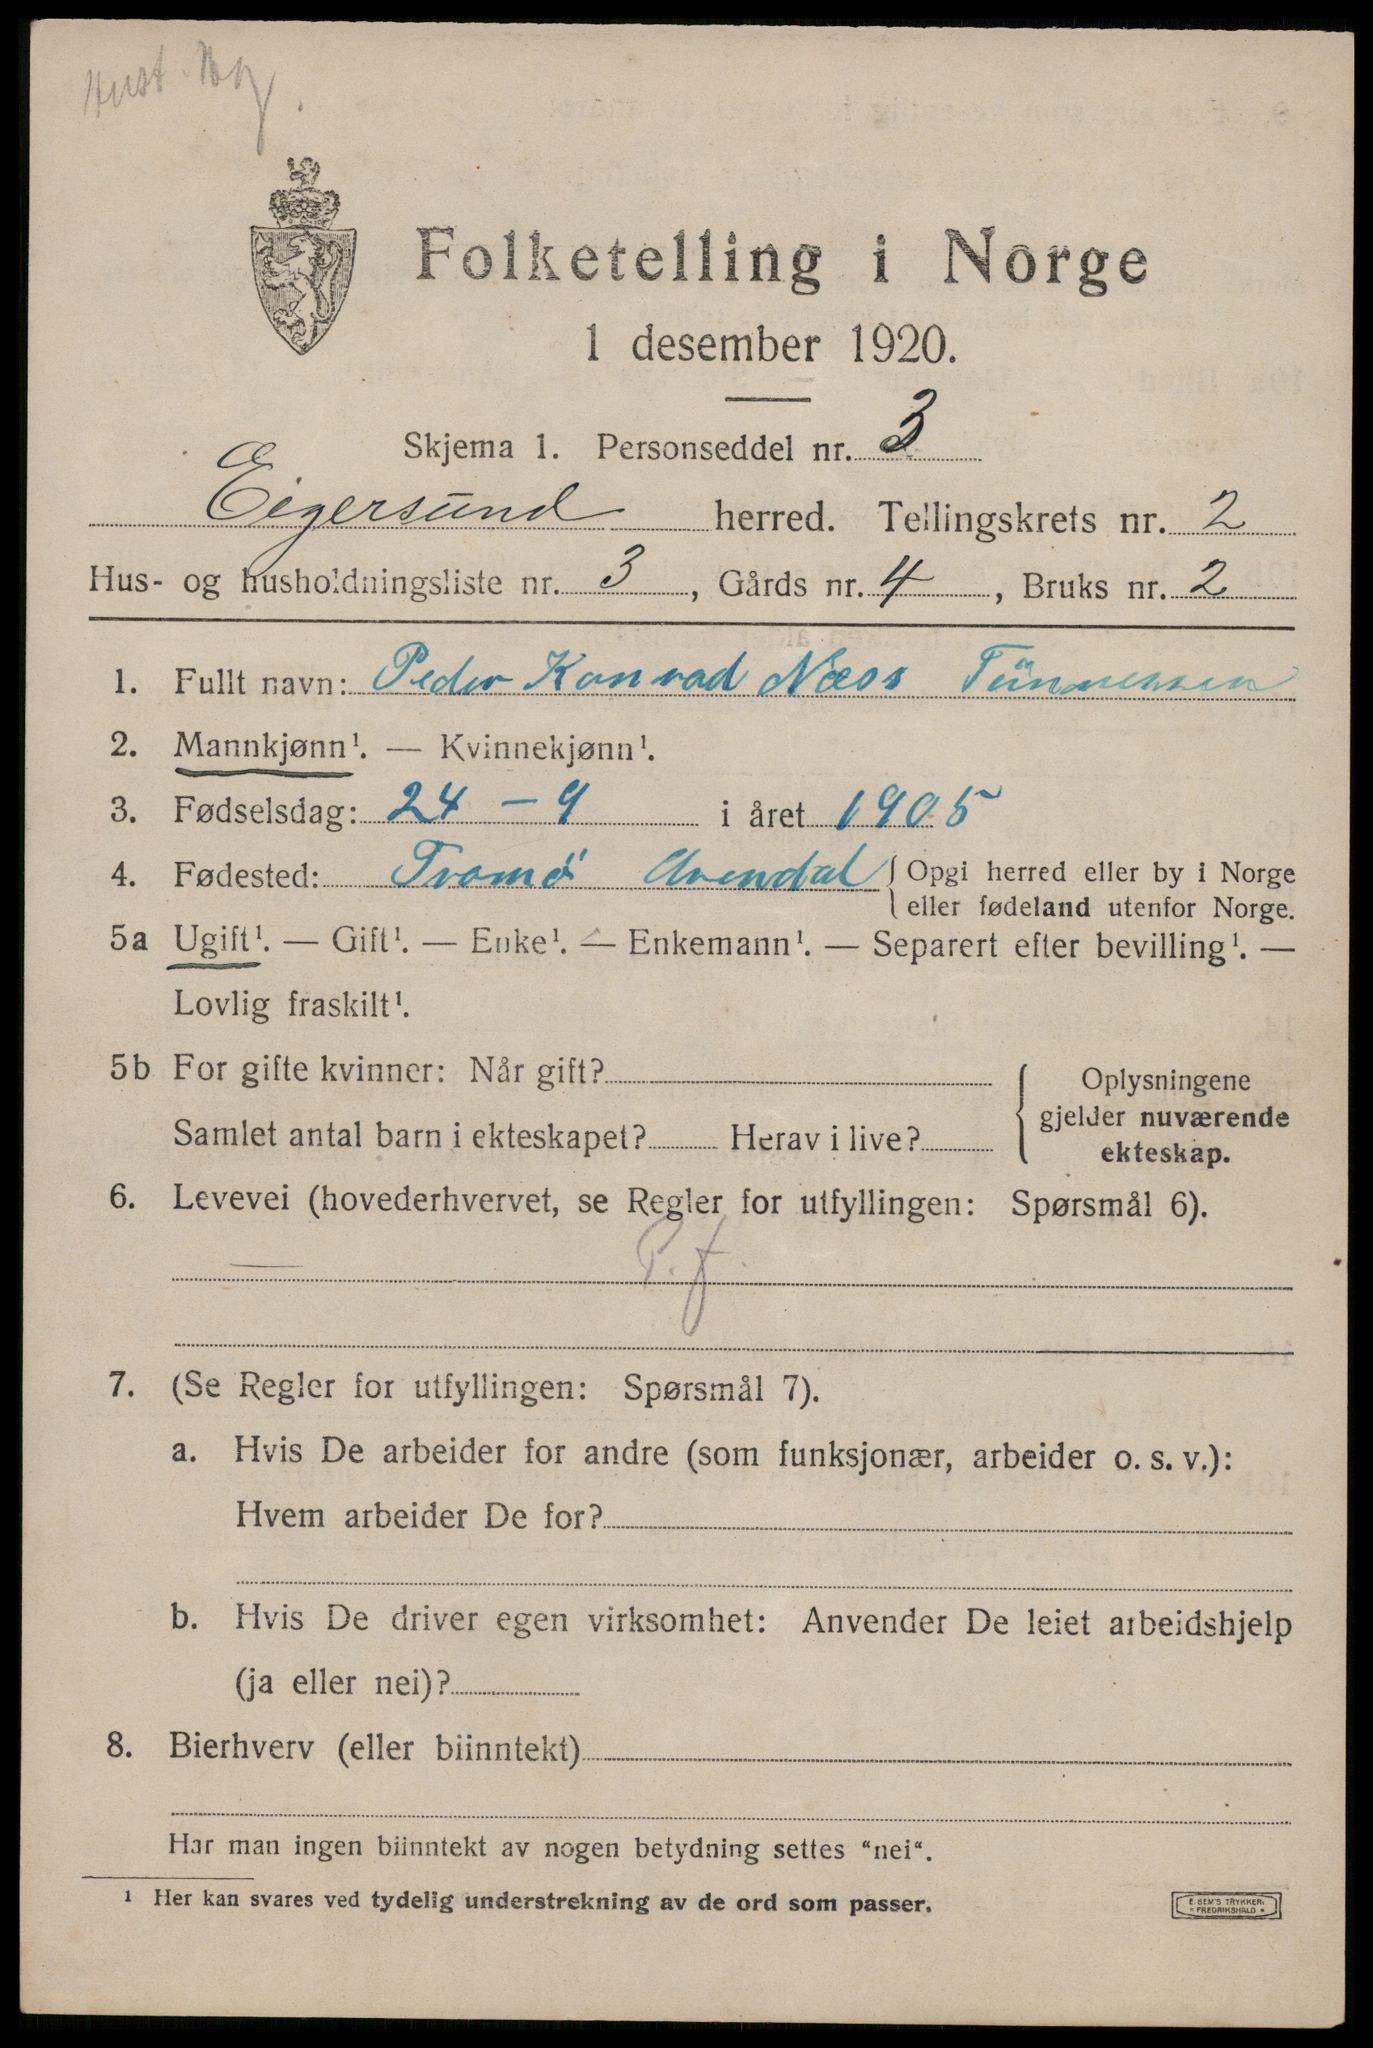 Folketelling i Norge
1 desember 1920.
Skjema 1. Personseddel nr. 3
Eigersund herred. Tellingskrets nr. 2
Hus- og husholdningsliste nr. 3, Gårds nr. 4, Bruks nr. 2
1. Fullt navn: Peder Konrad Næss Tönnessen
2. Mannkjønn¹. — Kvinnekjønn¹.
3. Fødselsdag: 24 - 9 i året 1905
4. Fødested: Tromö Arendal { Opgi herred eller by i Norge
eller fødeland utenfor Norge.
5a Ugift¹. — Gift¹. — Enke¹. — Enkemann¹. — Separert efter bevilling¹. —
Lovlig fraskilt¹.
5b For gifte kvinner: Når gift?
Samlet antal barn i ekteskapet? Herav i live?
Oplysningene
gjelder nuværende
ekteskap.
6. Levevei (hovederhvervet, se Regler for utfyllingen: Spørsmål 6).
— P. f.
7. (Se Regler for utfyllingen: Spørsmål 7).
a. Hvis De arbeider for andre (som funksjonær, arbeider o. s. v.):
Hvem arbeider De for?
b. Hvis De driver egen virksomhet: Anvender De leiet arbeidshjelp
(ja eller nei)?
8. Bierhverv (eller biinntekt)
Har man ingen biinntekt av nogen betydning settes “nei“.
¹ Her kan svares ved tydelig understrekning av de ord som passer.
E. SEM'S TRYKKERI
* FREDRIKSHALD *